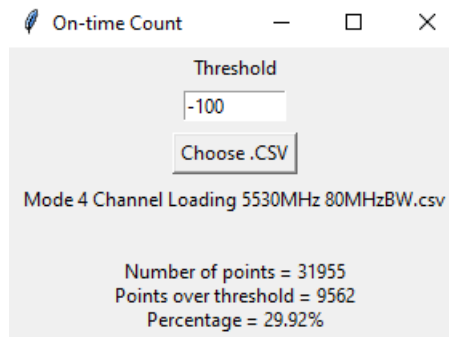 On-time Count
Threshold
-100
Choose .CSV
Mode 4 Channel Loading 5530MHz 80MHzBW.csv
Number of points = 31955
Points over threshold = 9562
Percentage = 29.92%